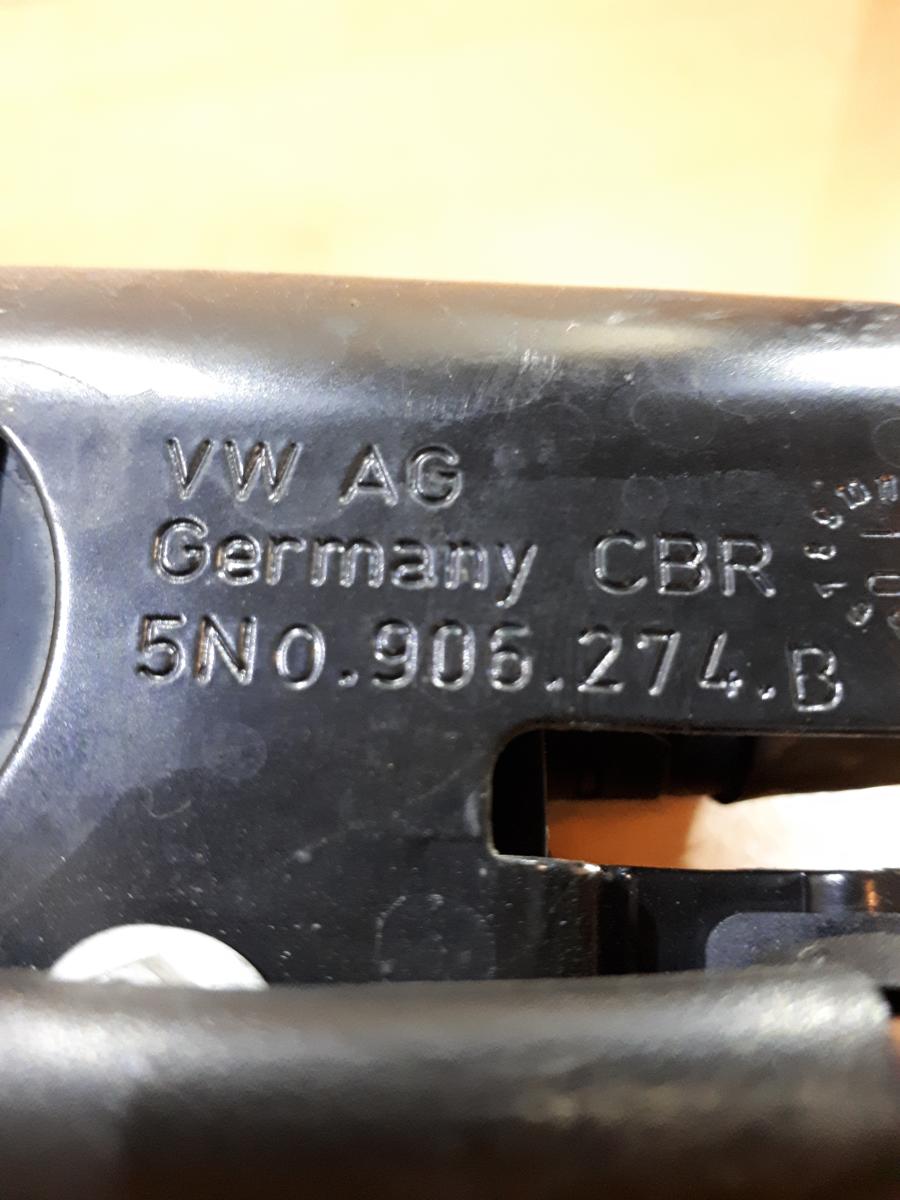 VW AG
Germany CBR
5N0.906.274.B